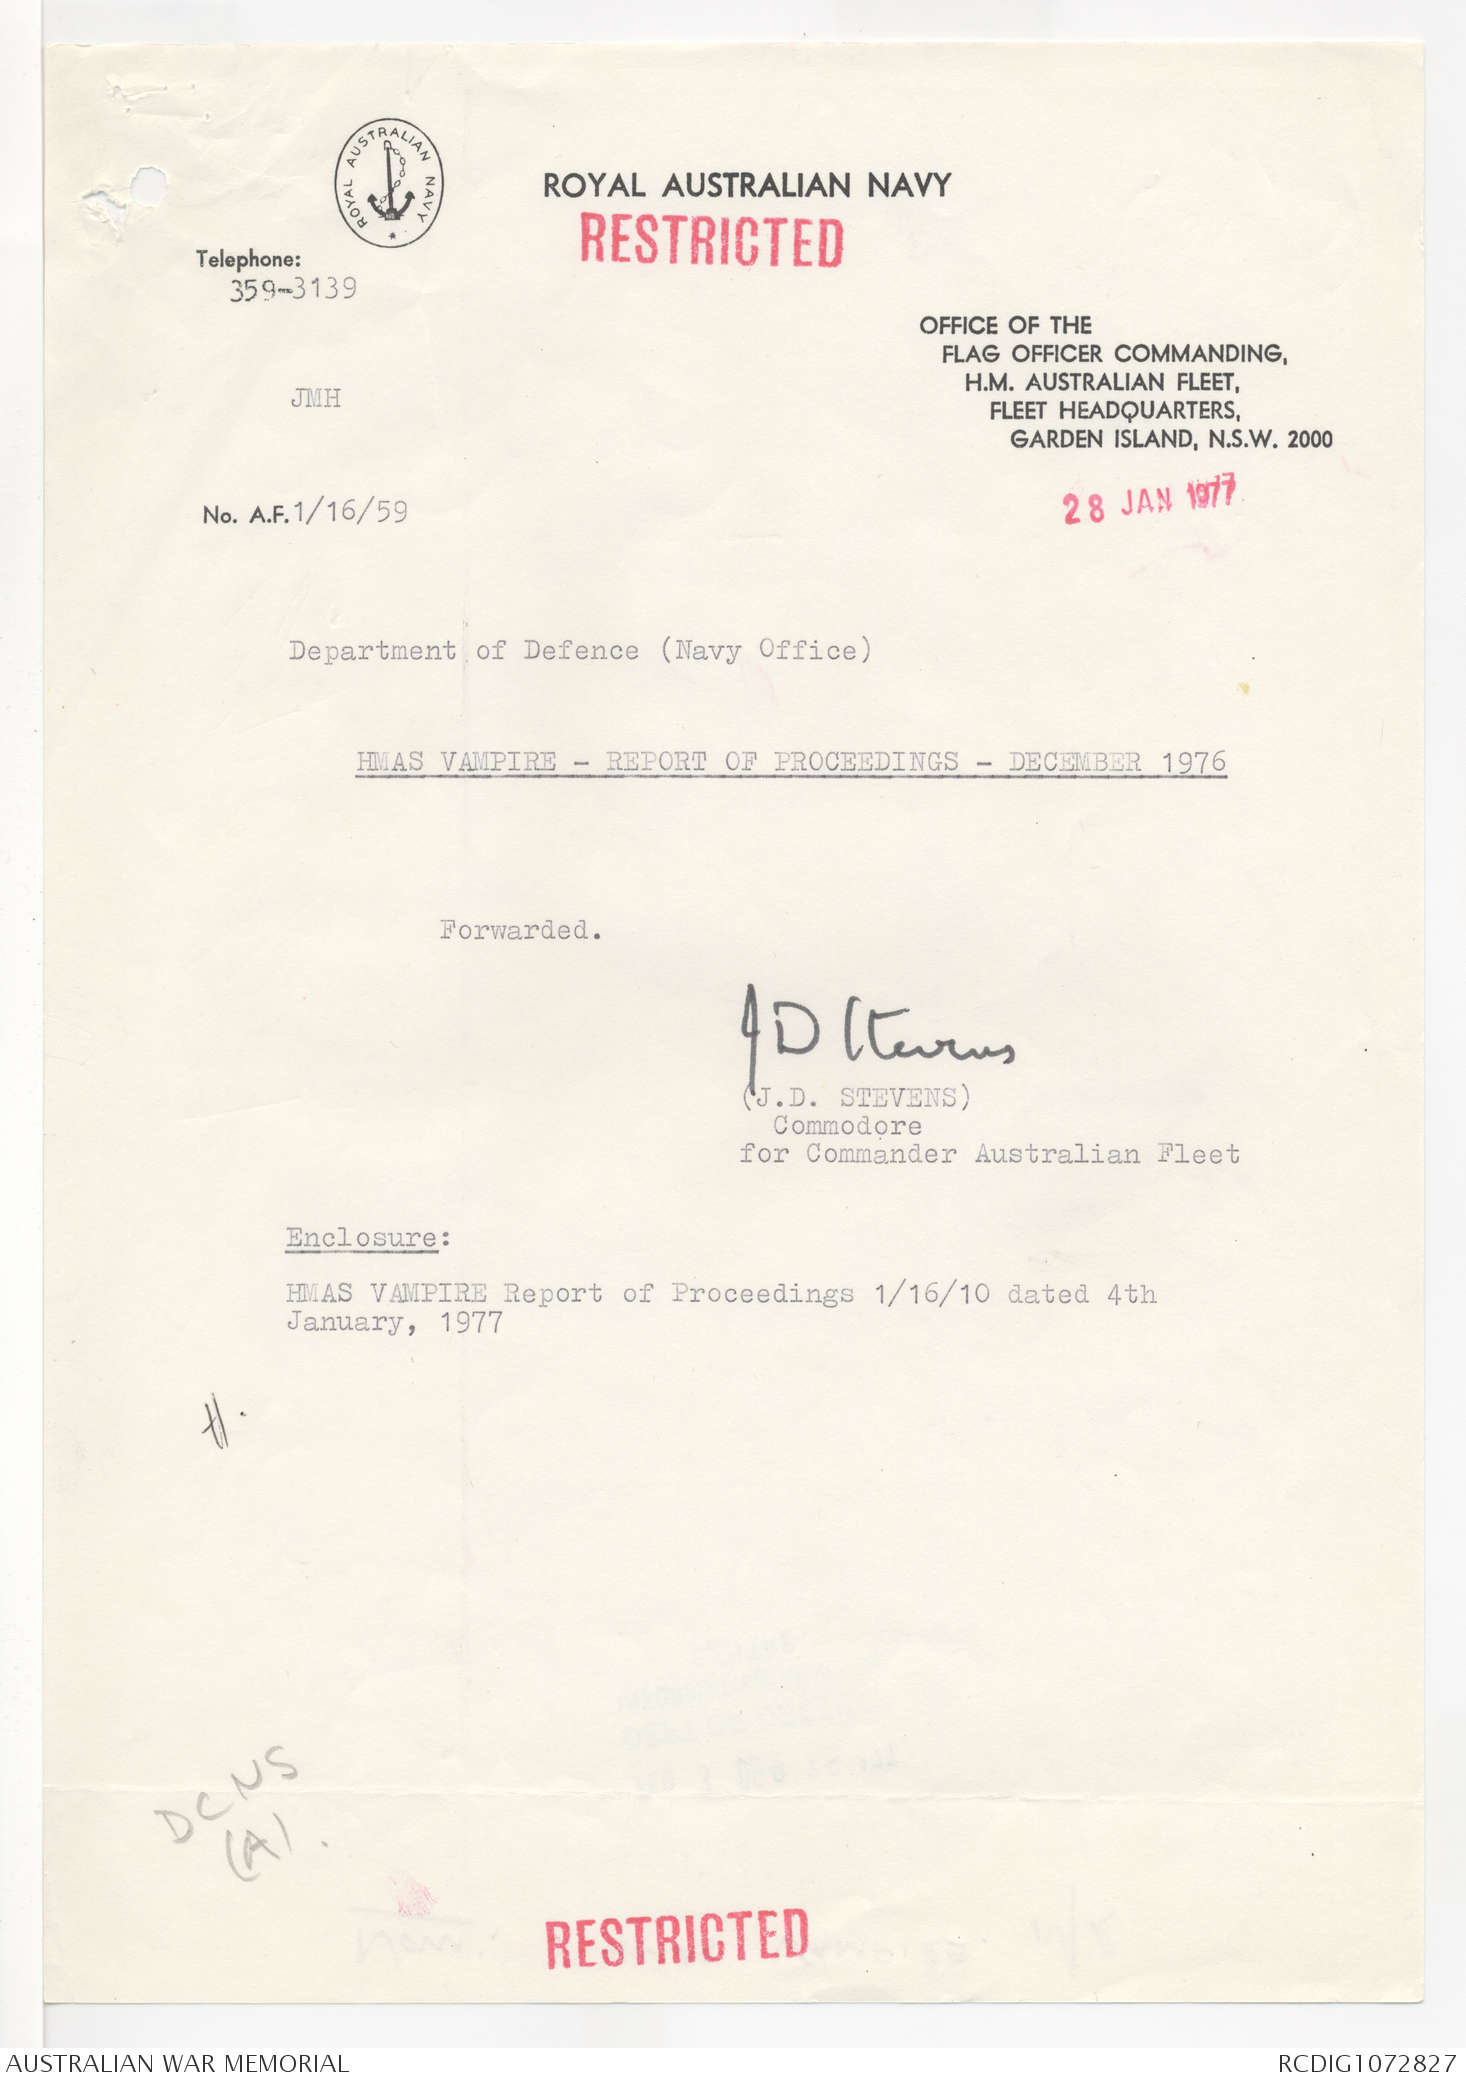 ROYAL AUSTRALIAN NAVY
ROYAL AUSTRALIAN NAVY
RESTRICTED
Telephone:
359-3139
OFFICE OF THE
FLAG OFFICER COMMANDING,
H.M. AUSTRALIAN FLEET,
FLEET HEADQUARTERS,
GARDEN ISLAND, N.S.W. 2000
JMH
28 JAN 1977
No. A.F. 1/16/59
Department of Defence (Navy Office)
HMAS VAMPIRE - REPORT OF PROCEEDINGS - DECEMBER 1976
Forwarded.
J D Stevens
(J.D. STEVENS)
Commodore
for Commander Australian Fleet
Enclosure:
HMAS VAMPIRE Report of Proceedings 1/16/10 dated 4th
January, 1977
DCNS
(A).
RESTRICTED
AUSTRALIAN WAR MEMORIAL
RCDIG1072827